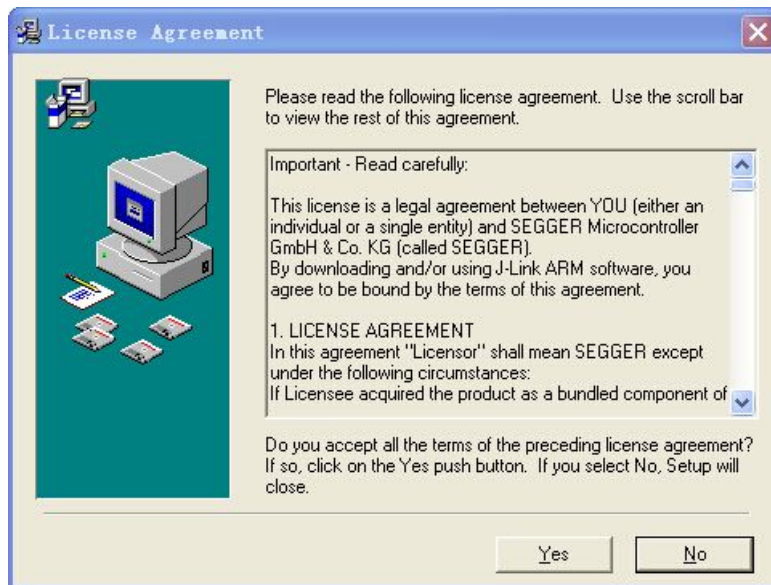 License Agreement
Please read the following license agreement. Use the scroll bar
to view the rest of this agreement.
Important - Read carefully:
This license is a legal agreement between YOU (either an
individual or a single entity) and SEGGER Microcontroller
GmbH & Co. KG (called SEGGER).
By downloading and/or using J-Link ARM software, you
agree to be bound by the terms of this agreement.
1. LICENSE AGREEMENT
In this agreement "Licensor" shall mean SEGGER except
under the following circumstances:
If Licensee acquired the product as a bundled component of
Do you accept all the terms of the preceding license agreement?
If so, click on the Yes push button. If you select No, Setup will
close.
Yes
No